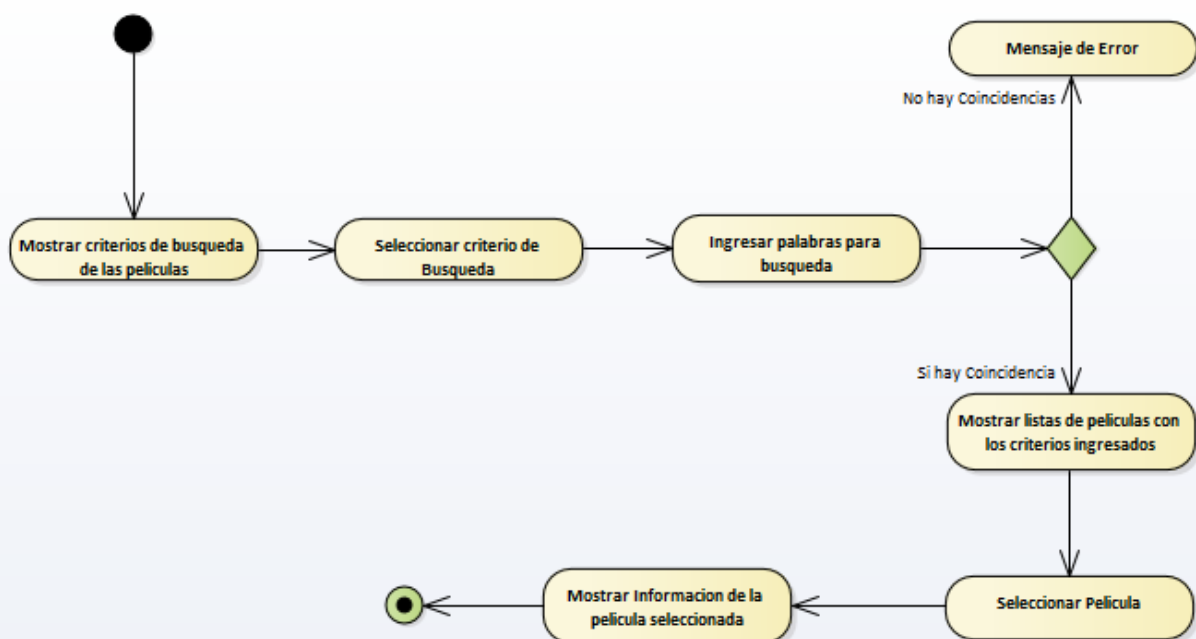 Mensaje de Error
No hay Coincidencias
Mostrar criterios de busqueda
de las peliculas
Seleccionar criterio de
Busqueda
Ingresar palabras para
busqueda
Si hay Coincidencia
Mostrar listas de peliculas con
los criterios ingresados
Seleccionar Pelicula
Mostrar Informacion de la
pelicula seleccionada